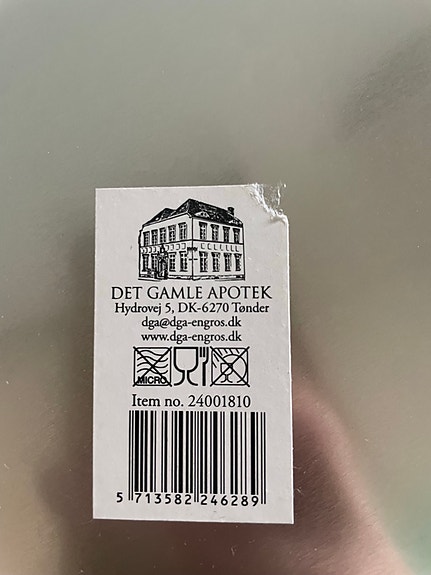 DET GAMLE APOTEK
Hydrovej 5, DK-6270 Tønder
dga@dga-engros.dk
www.dga-engros.dk
MICRO
Item no. 24001810
5 713582 246289